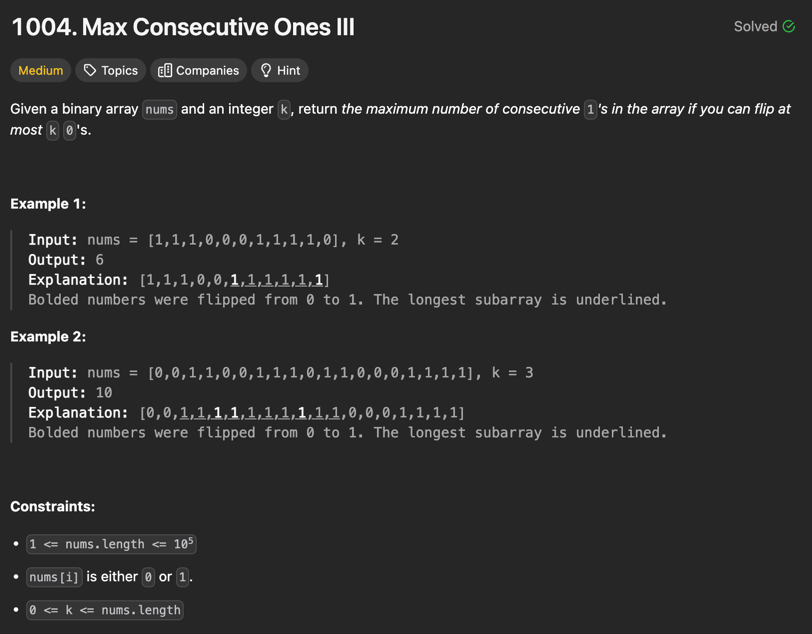 1004. Max Consecutive Ones III
Solved
Medium Topics Companies Hint
Given a binary array nums and an integer k, return the maximum number of consecutive 1's in the array if you can flip at
most k 0's.
Example 1:
Input: nums = [1,1,1,0,0,0,1,1,1,1,0], k = 2
Output: 6
Explanation: [1,1,1,0,0,1,1,1,1,1,1]
Bolded numbers were flipped from 0 to 1. The longest subarray is underlined.
Example 2:
Input: nums = [0,0,1,1,0,0,1,1,1,0,1,1,0,0,0,1,1,1,1], k = 3
Output: 10
Explanation: [0,0,1,1,1,1,1,1,1,1,1,1,0,0,0,1,1,1,1]
Bolded numbers were flipped from 0 to 1. The longest subarray is underlined.
Constraints:
• 1 <= nums.length <= 10⁵
• nums[i] is either 0 or 1.
• 0 <= k <= nums.length